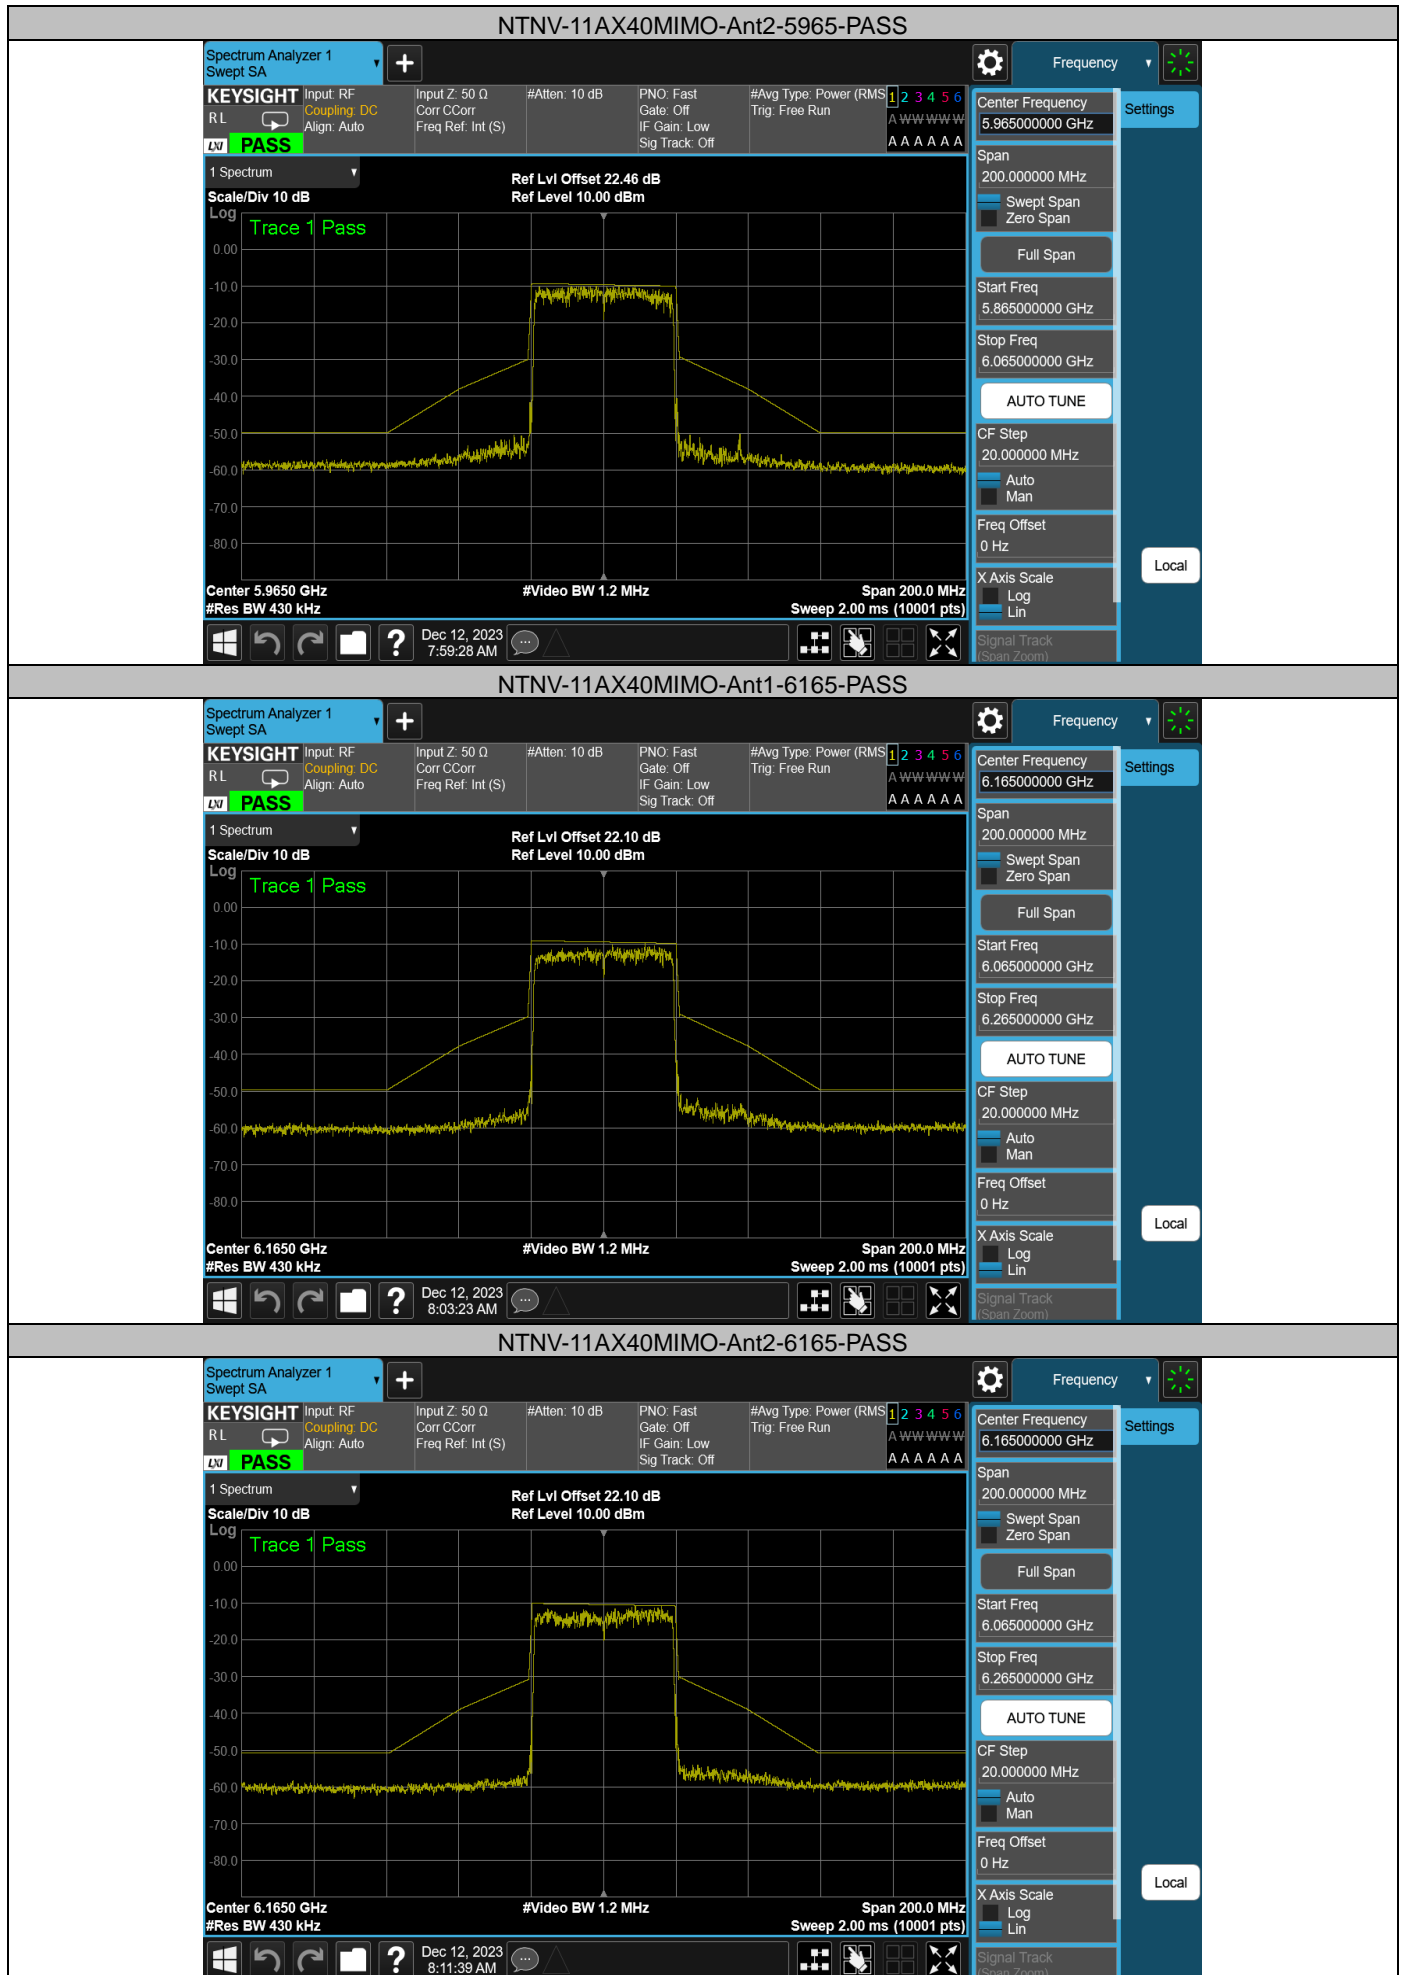 NTNV-11AX40MIMO-Ant2-5965-PASS
Spectrum Analyzer 1
Swept SA
+
Frequency
KEYSIGHT
RL
LXI PASS
Input: RF
Coupling: DC
Align: Auto
Input Z: 50 Ω
Corr CCorr
Freq Ref: Int (S)
#Atten: 10 dB
PNO: Fast
Gate: Off
IF Gain: Low
Sig Track: Off
#Avg Type: Power (RMS
Trig: Free Run
1 2 3 4 5 6
A W W W W W
A A A A A A
1 Spectrum
Scale/Div 10 dB
Log
Ref Lvl Offset 22.46 dB
Ref Level 10.00 dBm
Trace 1 Pass
0.00
-10.0
-20.0
-30.0
-40.0
-50.0
-60.0
-70.0
-80.0
Center 5.9650 GHz
#Res BW 430 kHz
#Video BW 1.2 MHz
Span 200.0 MHz
Sweep 2.00 ms (10001 pts)
?
Dec 12, 2023
7:59:28 AM
Center Frequency
5.965000000 GHz
Settings
Span
200.000000 MHz
Swept Span
Zero Span
Full Span
Start Freq
5.865000000 GHz
Stop Freq
6.065000000 GHz
AUTO TUNE
CF Step
20.000000 MHz
Auto
Man
Freq Offset
0 Hz
X Axis Scale
Log
Lin
Signal Track
(Span Zoom)
Local
NTNV-11AX40MIMO-Ant1-6165-PASS
Spectrum Analyzer 1
Swept SA
+
Frequency
KEYSIGHT
RL
LXI PASS
Input: RF
Coupling: DC
Align: Auto
Input Z: 50 Ω
Corr CCorr
Freq Ref: Int (S)
#Atten: 10 dB
PNO: Fast
Gate: Off
IF Gain: Low
Sig Track: Off
#Avg Type: Power (RMS
Trig: Free Run
1 2 3 4 5 6
A W W W W W
A A A A A A
1 Spectrum
Scale/Div 10 dB
Log
Ref Lvl Offset 22.10 dB
Ref Level 10.00 dBm
Trace 1 Pass
0.00
-10.0
-20.0
-30.0
-40.0
-50.0
-60.0
-70.0
-80.0
Center 6.1650 GHz
#Res BW 430 kHz
#Video BW 1.2 MHz
Span 200.0 MHz
Sweep 2.00 ms (10001 pts)
?
Dec 12, 2023
8:03:23 AM
Center Frequency
6.165000000 GHz
Settings
Span
200.000000 MHz
Swept Span
Zero Span
Full Span
Start Freq
6.065000000 GHz
Stop Freq
6.265000000 GHz
AUTO TUNE
CF Step
20.000000 MHz
Auto
Man
Freq Offset
0 Hz
X Axis Scale
Log
Lin
Signal Track
(Span Zoom)
Local
NTNV-11AX40MIMO-Ant2-6165-PASS
Spectrum Analyzer 1
Swept SA
+
Frequency
KEYSIGHT
RL
LXI PASS
Input: RF
Coupling: DC
Align: Auto
Input Z: 50 Ω
Corr CCorr
Freq Ref: Int (S)
#Atten: 10 dB
PNO: Fast
Gate: Off
IF Gain: Low
Sig Track: Off
#Avg Type: Power (RMS
Trig: Free Run
1 2 3 4 5 6
A W W W W W
A A A A A A
1 Spectrum
Scale/Div 10 dB
Log
Ref Lvl Offset 22.10 dB
Ref Level 10.00 dBm
Trace 1 Pass
0.00
-10.0
-20.0
-30.0
-40.0
-50.0
-60.0
-70.0
-80.0
Center 6.1650 GHz
#Res BW 430 kHz
#Video BW 1.2 MHz
Span 200.0 MHz
Sweep 2.00 ms (10001 pts)
?
Dec 12, 2023
8:11:39 AM
Center Frequency
6.165000000 GHz
Settings
Span
200.000000 MHz
Swept Span
Zero Span
Full Span
Start Freq
6.065000000 GHz
Stop Freq
6.265000000 GHz
AUTO TUNE
CF Step
20.000000 MHz
Auto
Man
Freq Offset
0 Hz
X Axis Scale
Log
Lin
Signal Track
(Span Zoom)
Local